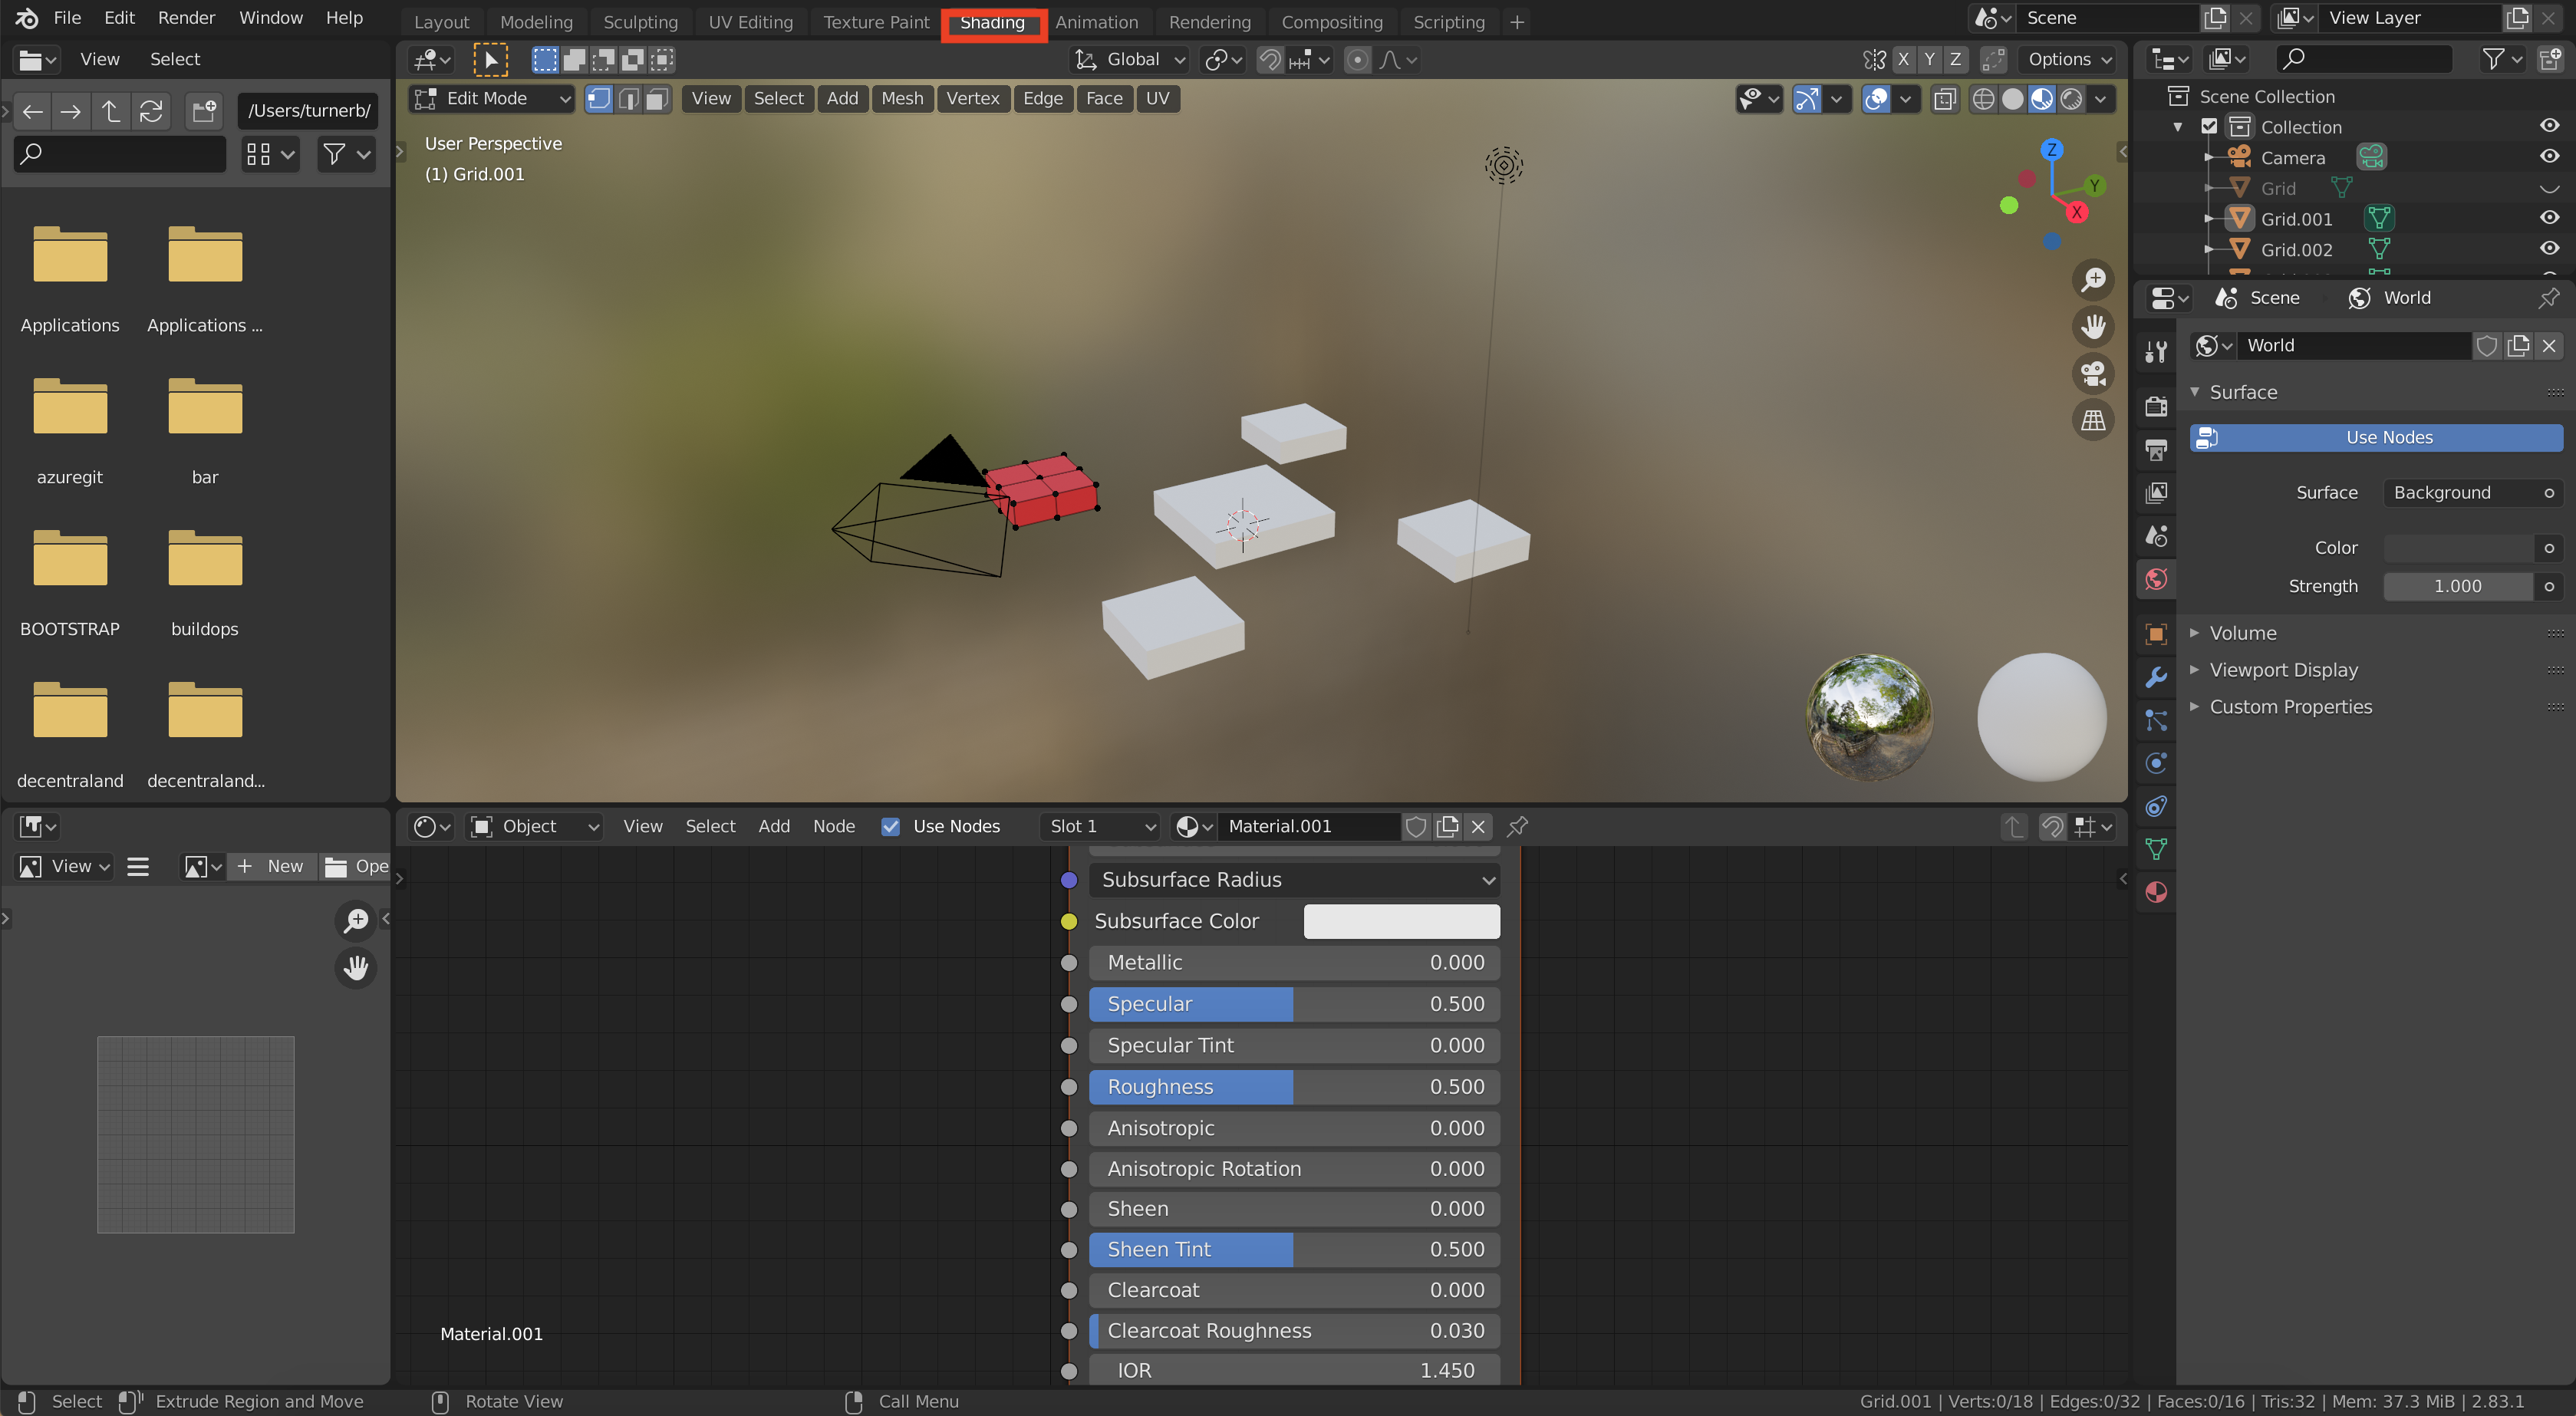 File Edit Render Window Help
Layout Modeling Sculpting UV Editing Texture Paint Shading Animation Rendering Compositing Scripting +
Scene
View Layer
View Select
Global
X Y Z
Options
/Users/turnerb/
Edit Mode
View Select Add Mesh Vertex Edge Face UV
User Perspective
(1) Grid.001
Z
Y
X
Applications
Applications ...
azuregit
bar
BOOTSTRAP
buildops
decentraland
decentraland...
Scene Collection
Collection
Camera
Grid
Grid.001
Grid.002
Scene
World
World
Surface
Use Nodes
Surface Background
Color
Strength 1.000
Volume
Viewport Display
Custom Properties
View
+ New
Ope
Object
View Select Add Node
Use Nodes
Slot 1
Material.001
Subsurface Radius
Subsurface Color
Metallic 0.000
Specular 0.500
Specular Tint 0.000
Roughness 0.500
Anisotropic 0.000
Anisotropic Rotation 0.000
Sheen 0.000
Sheen Tint 0.500
Clearcoat 0.000
Clearcoat Roughness 0.030
IOR 1.450
Material.001
Select
Extrude Region and Move
Rotate View
Call Menu
Grid.001 | Verts:0/18 | Edges:0/32 | Faces:0/16 | Tris:32 | Mem: 37.3 MiB | 2.83.1